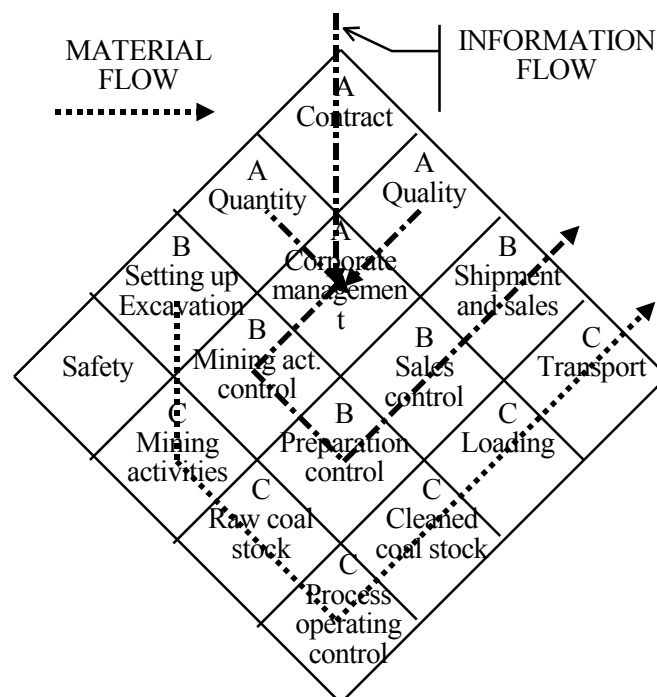 MATERIAL
FLOW
INFORMATION
FLOW
A
Contract
A
Quantity
A
Quality
B
Setting up
Excavation
A
Corporate
managemen
t
B
Shipment
and sales
Safety
B
Mining act.
control
B
Sales
control
C
Transport
C
Mining
activities
B
Preparation
control
C
Loading
C
Raw coal
stock
C
Cleaned
coal stock
C
Process
operating
control